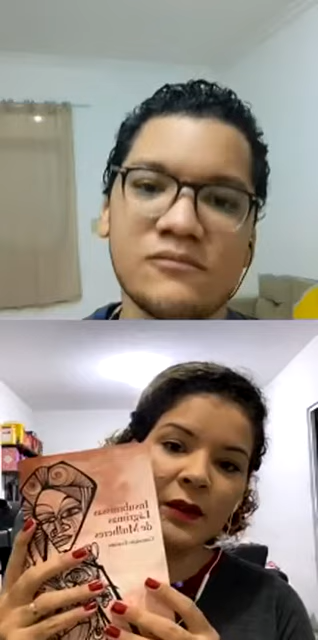 Insubmissas
Lágrimas
de Mulheres
Conceição Evaristo